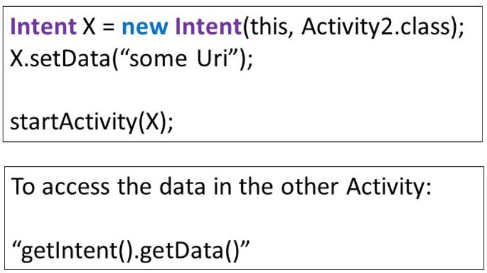 Intent X = new Intent(this, Activity2.class);
X.setData(“some Uri”);
startActivity(X);
To access the data in the other Activity:
“getIntent().getData()”